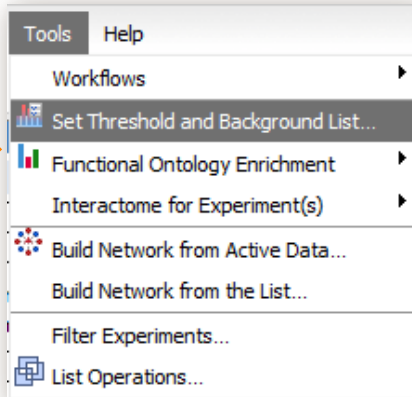 Tools Help
Workflows
Set Threshold and Background List...
Functional Ontology Enrichment
Interactome for Experiment(s)
Build Network from Active Data...
Build Network from the List...
Filter Experiments...
List Operations...